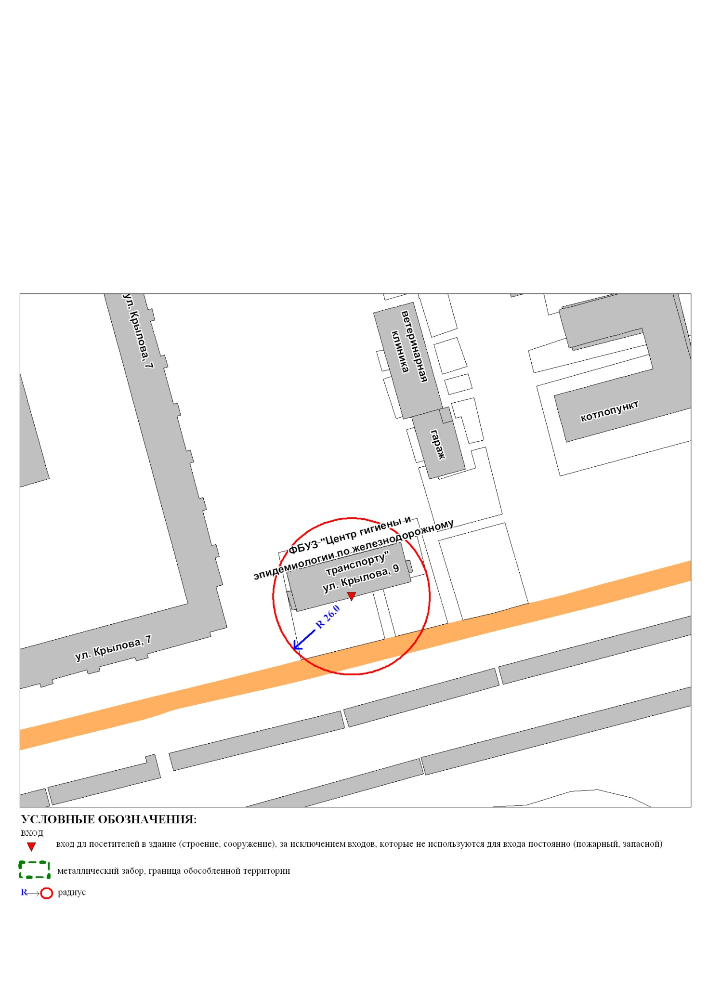 ул. Крылова, 7
ветеринарная
клиника
гараж
котлопункт
ФБУЗ "Центр гигиены и
эпидемиологии по железнодорожному
транспорту"
ул. Крылова, 9
R 26.0
ул. Крылова, 7
УСЛОВНЫЕ ОБОЗНАЧЕНИЯ:
ВХОД
вход дл посетителей в здание (строение, сооружение), за исключением входов, которые не используются для входа постоянно (пожарный, запасной)
металлический забор, граница обособленной территории
R радиус